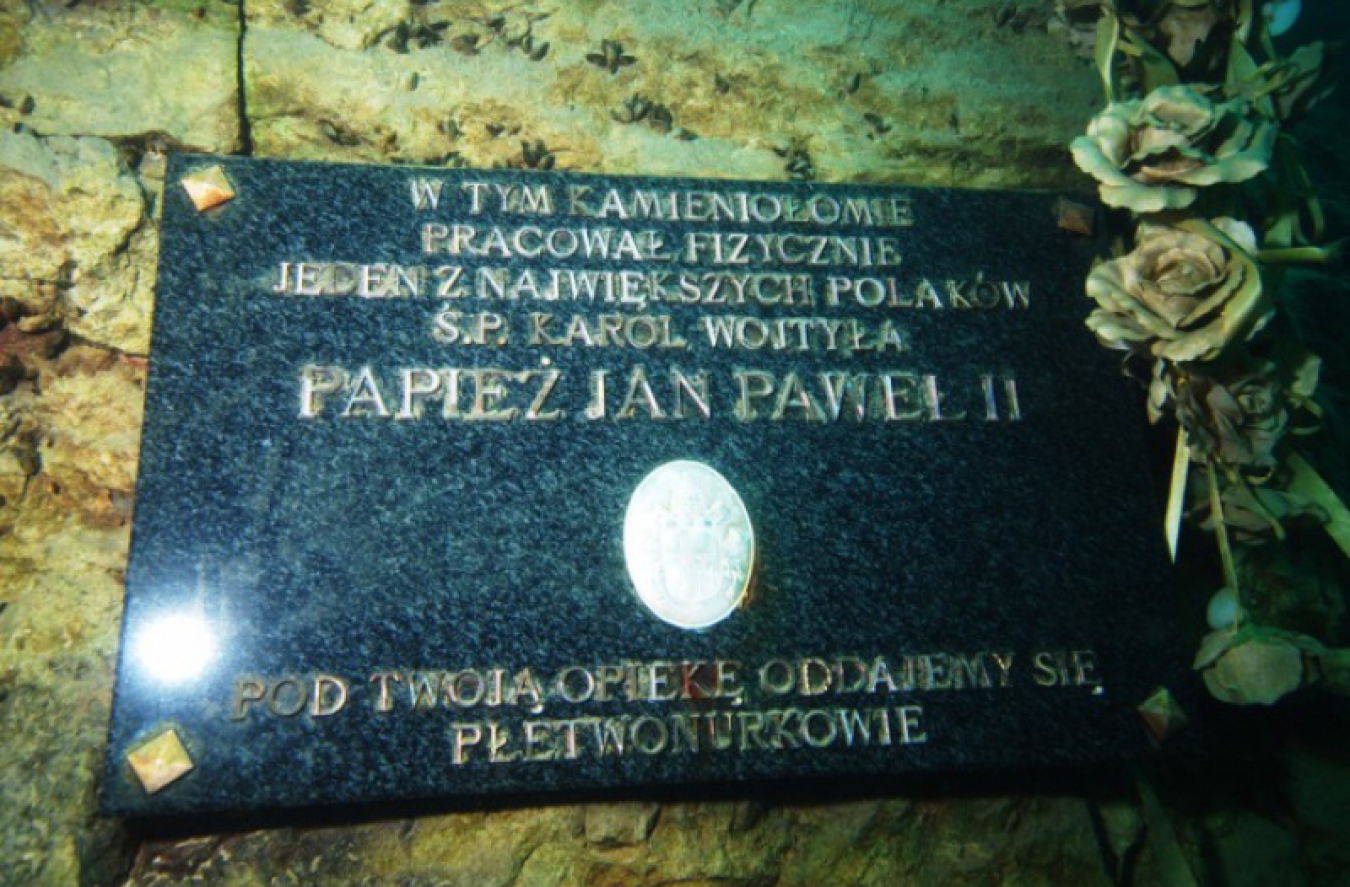 W TYM KAMIENIOŁOMIE
PRACOWAŁ FIZYCZNIE
JEDEN Z NAJWIĘKSZYCH POLAKÓW
Ś.P. KAROL WOJTYŁA
PAPIEŻ JAN PAWEŁ II
POD TWOJĄ OPIEKĘ ODDAJEMY SIĘ
PŁETWONURKOWIE